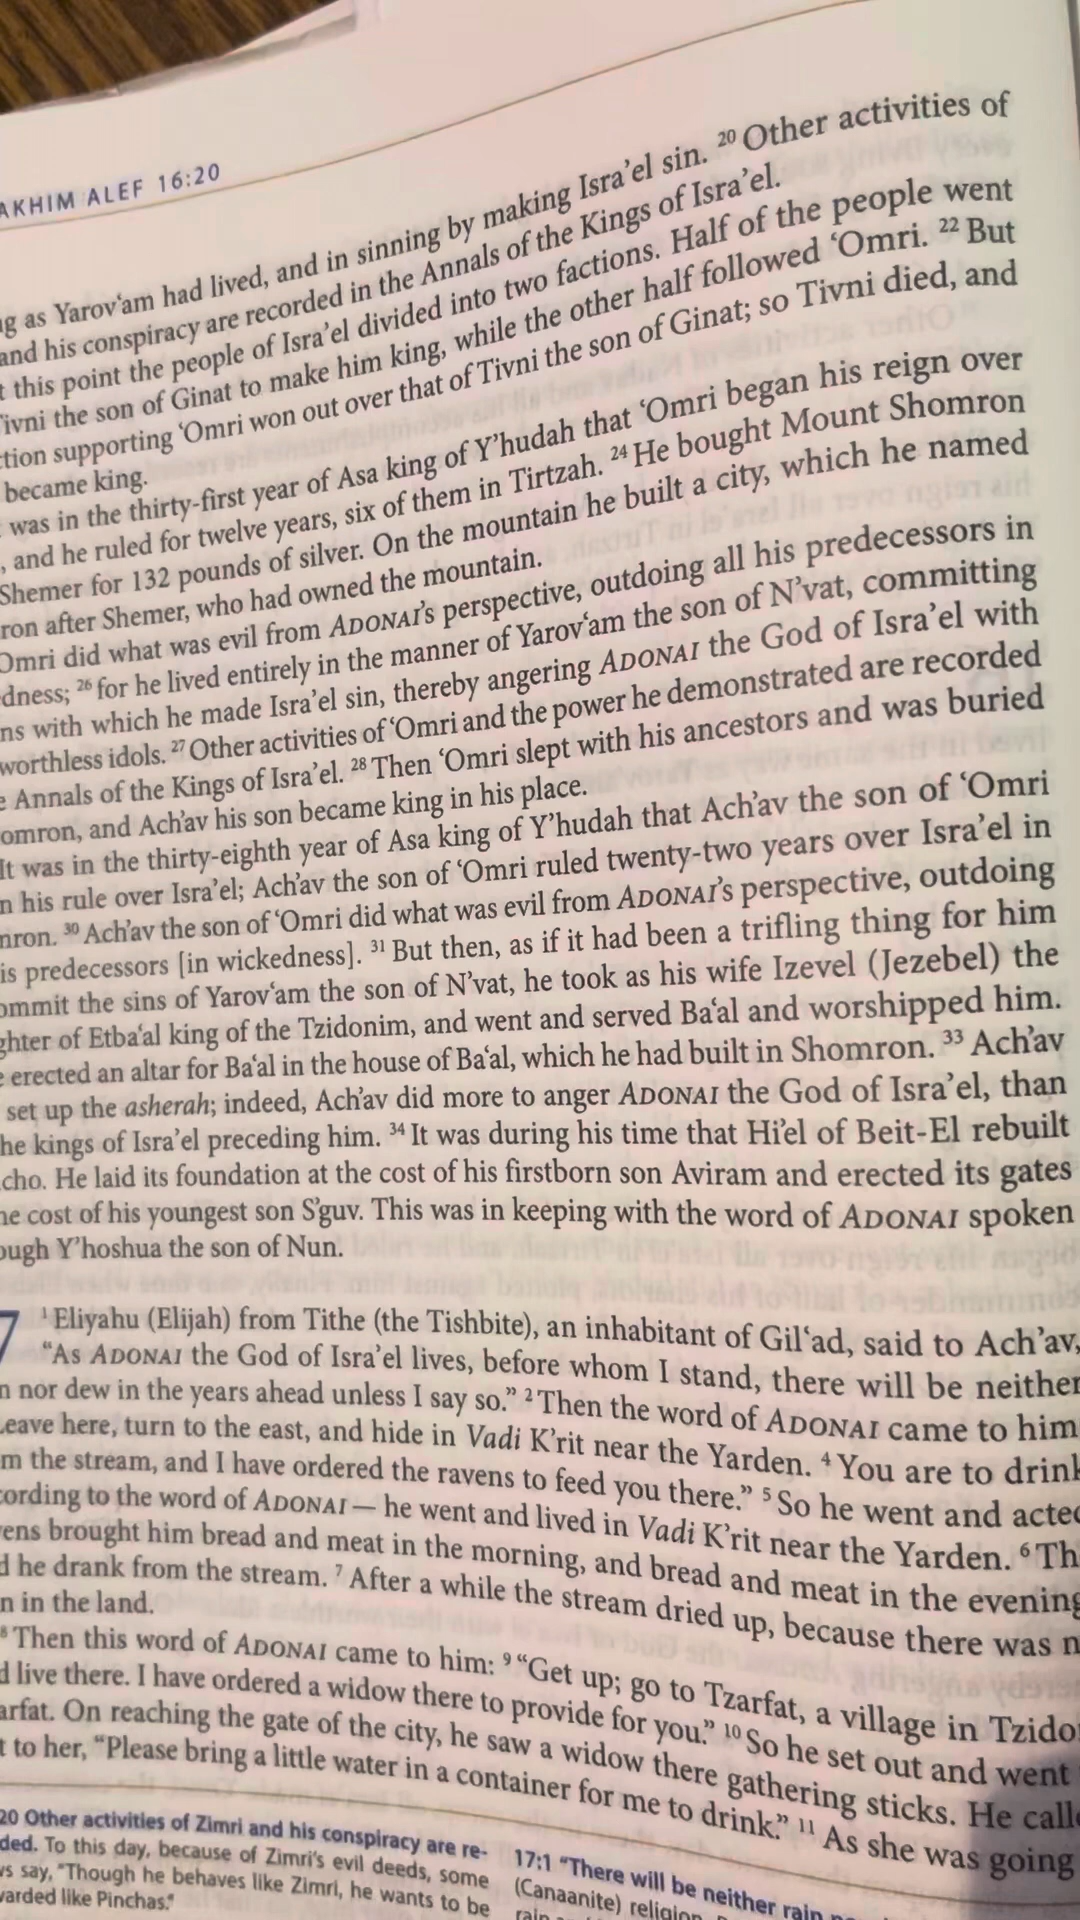 AKHIM ALEF 16:20
as Yarov‘am had lived, and in sinning by making Isra’el sin. 20 Other activities of
and his conspiracy are recorded in the Annals of the Kings of Isra’el.
this point the people of Isra’el divided into two factions. Half of the people went
the son of Ginat to make him king, while the other half followed ‘Omri. 22 But
supporting ‘Omri won out over that of Tivni the son of Ginat; so Tivni died, and
became king.
was in the thirty-first year of Asa king of Y’hudah that ‘Omri began his reign over
, and he ruled for twelve years, six of them in Tirtzah. 24 He bought Mount Shomron
Shemer for 132 pounds of silver. On the mountain he built a city, which he named
ron after Shemer, who had owned the mountain.
Omri did what was evil from ADONAI’s perspective, outdoing all his predecessors in
dness; 26 for he lived entirely in the manner of Yarov‘am the son of N’vat, committing
ns with which he made Isra’el sin, thereby angering ADONAI the God of Isra’el with
worthless idols. 27 Other activities of ‘Omri and the power he demonstrated are recorded
Annals of the Kings of Isra’el. 28 Then ‘Omri slept with his ancestors and was buried
omron, and Ach’av his son became king in his place.
It was in the thirty-eighth year of Asa king of Y’hudah that Ach’av the son of ‘Omri
n his rule over Isra’el; Ach’av the son of ‘Omri ruled twenty-two years over Isra’el in
mron. 30 Ach’av the son of ‘Omri did what was evil from ADONAI’s perspective, outdoing
is predecessors [in wickedness]. 31 But then, as if it had been a trifling thing for him
ommit the sins of Yarov‘am the son of N’vat, he took as his wife Izevel (Jezebel) the
ghter of Etba‘al king of the Tzidonim, and went and served Ba‘al and worshipped him.
erected an altar for Ba‘al in the house of Ba‘al, which he had built in Shomron. 33 Ach’av
set up the asherah; indeed, Ach’av did more to anger ADONAI the God of Isra’el, than
he kings of Isra’el preceding him. 34 It was during his time that Hi’el of Beit-El rebuilt
cho. He laid its foundation at the cost of his firstborn son Aviram and erected its gates
he cost of his youngest son S’guv. This was in keeping with the word of ADONAI spoken
ough Y’hoshua the son of Nun.
7 1 Eliyahu (Elijah) from Tithe (the Tishbite), an inhabitant of Gil‘ad, said to Ach’av,
“As ADONAI the God of Isra’el lives, before whom I stand, there will be neither
n nor dew in the years ahead unless I say so.” 2 Then the word of ADONAI came to him
Leave here, turn to the east, and hide in Vadi K’rit near the Yarden. 4 You are to drink
m the stream, and I have ordered the ravens to feed you there.” 5 So he went and acted
cording to the word of ADONAI — he went and lived in Vadi K’rit near the Yarden. 6 Th
ens brought him bread and meat in the morning, and bread and meat in the evening
d he drank from the stream. 7 After a while the stream dried up, because there was n
n in the land.
8 Then this word of ADONAI came to him: 9 “Get up; go to Tzarfat, a village in Tzido
d live there. I have ordered a widow there to provide for you.” 10 So he set out and went
arfat. On reaching the gate of the city, he saw a widow there gathering sticks. He calle
t to her, “Please bring a little water in a container for me to drink.” 11 As she was going
20 Other activities of Zimri and his conspiracy are re-
ded. To this day, because of Zimri’s evil deeds, some
ws say, “Though he behaves like Zimri, he wants to be
warded like Pinchas.”
17:1 “There will be neither rain
(Canaanite) religion